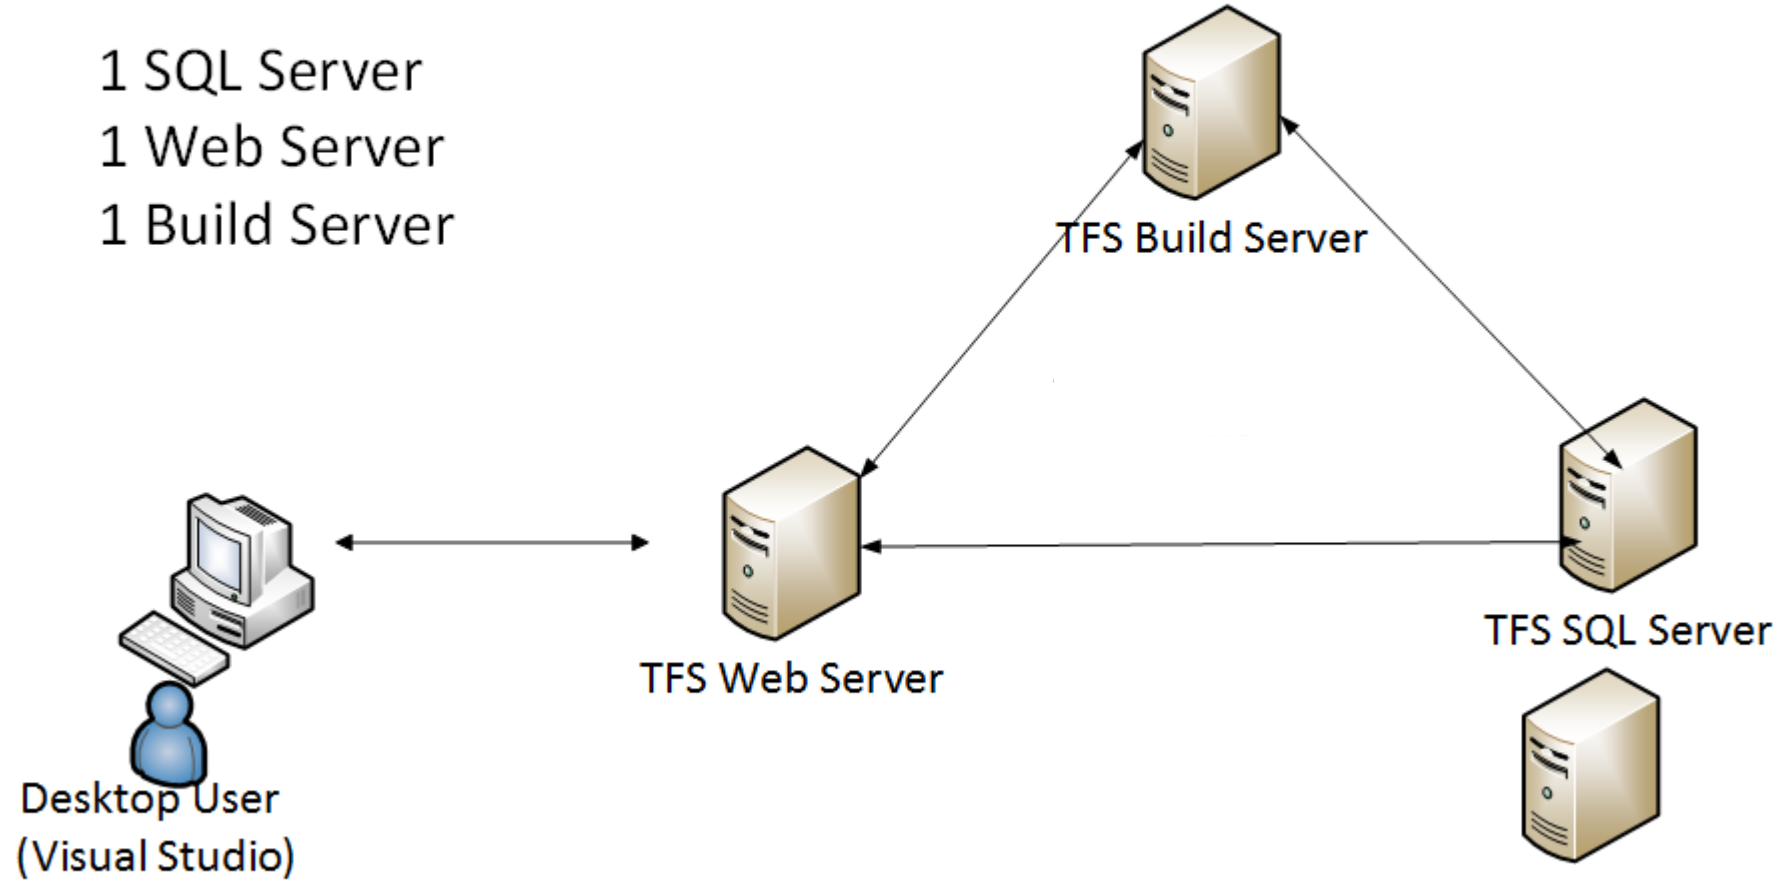 1 SQL Server
1 Web Server
1 Build Server
TFS Build Server
TFS SQL Server
TFS Web Server
Desktop User
(Visual Studio)